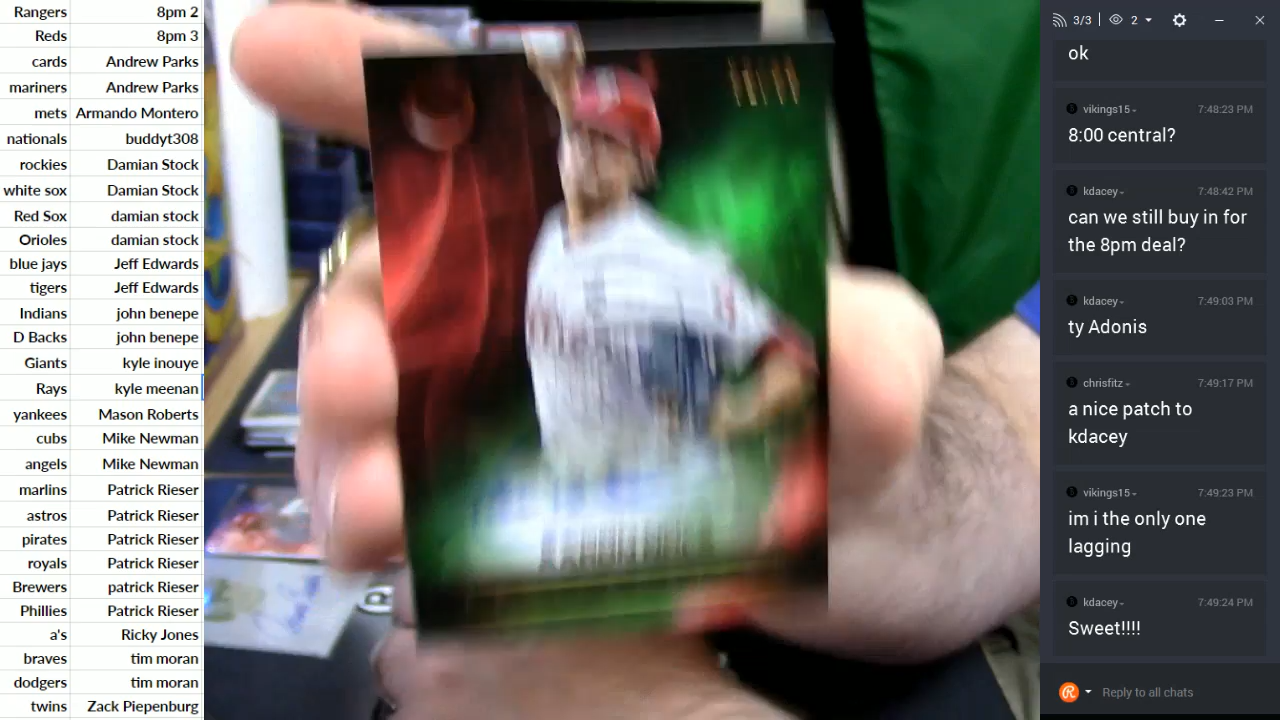 Rangers 8pm 2
Reds 8pm 3
cards Andrew Parks
mariners Andrew Parks
mets Armando Montero
nationals buddyt308
rockies Damian Stock
white sox Damian Stock
Red Sox damian stock
Orioles damian stock
blue jays Jeff Edwards
tigers Jeff Edwards
Indians john benepe
D Backs john benepe
Giants kyle inouye
Rays kyle meenan
yankees Mason Roberts
cubs Mike Newman
angels Mike Newman
marlins Patrick Rieser
astros Patrick Rieser
pirates Patrick Rieser
royals Patrick Rieser
Brewers patrick Rieser
Phillies Patrick Rieser
a's Ricky Jones
braves tim moran
dodgers tim moran
twins Zack Piepenburg
3/3 2
ok
vikings15 7:48:23 PM
8:00 central?
kdacey 7:48:42 PM
can we still buy in for
the 8pm deal?
kdacey 7:49:03 PM
ty Adonis
chrisfitz 7:49:17 PM
a nice patch to
kdacey
vikings15 7:49:23 PM
im i the only one
lagging
kdacey 7:49:24 PM
Sweet!!!!
Reply to all chats